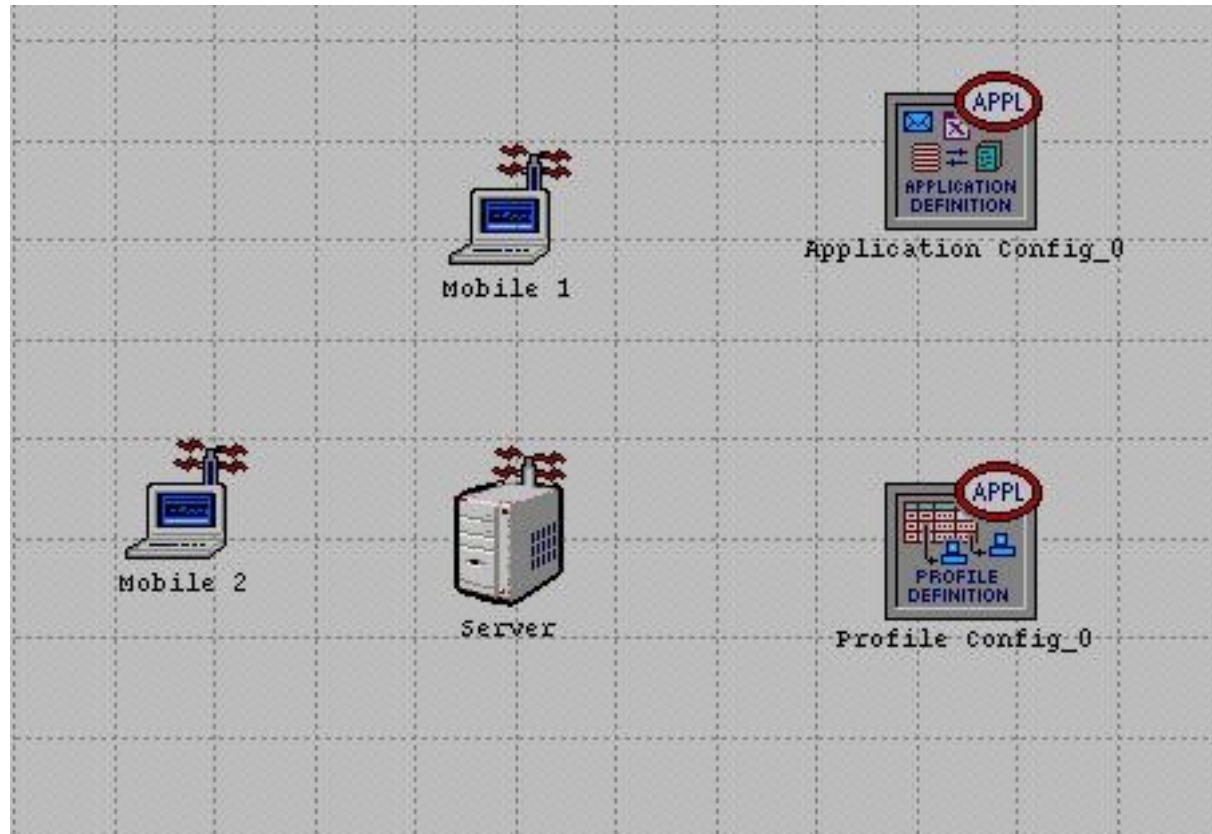 APPL
APPLICATION
DEFINITION
Application Config_0
Mobile 1
APPL
PROFILE
DEFINITION
Mobile 2
Server
Profile Config_0